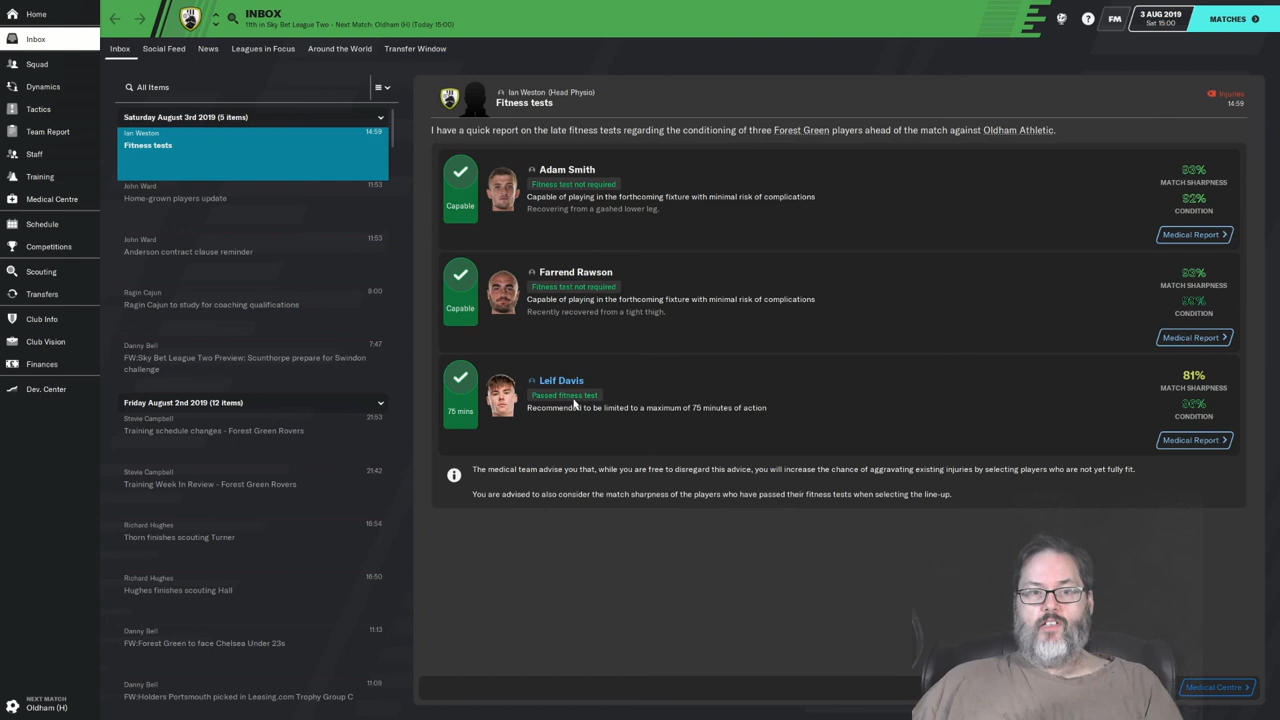 Home
Inbox
Squad
Dynamics
Tactics
Team Report
Staff
Training
Medical Centre
Schedule
Competitions
Scouting
Transfers
Club Info
Club Vision
Finances
Dev. Center
NEXT MATCH
Oldham (H)
INBOX
11th in Sky Bet League Two - Next Match: Oldham (H) (Today 15:00)
FM
3 AUG 2019
Sat 15:00
MATCHES
Inbox
Social Feed
News
Leagues in Focus
Around the World
Transfer Window
All Items
Saturday August 3rd 2019 (5 items)
Ian Weston 14:59
Fitness tests
John Ward 11:53
Home-grown players update
John Ward 11:53
Anderson contract clause reminder
Ragin Cajun 8:00
Ragin Cajun to study for coaching qualifications
Danny Bell 7:47
FW:Sky Bet League Two Preview: Scunthorpe prepare for Swindon
challenge
Friday August 2nd 2019 (12 items)
Stevie Campbell 21:53
Training schedule changes - Forest Green Rovers
Stevie Campbell 21:42
Training Week In Review - Forest Green Rovers
Richard Hughes 16:54
Thorn finishes scouting Turner
Richard Hughes 16:50
Hughes finishes scouting Hall
Danny Bell 11:13
FW:Forest Green to face Chelsea Under 23s
Danny Bell 11:09
FW:Holders Portsmouth picked in Leasing.com Trophy Group C
Ian Weston (Head Physio)
Fitness tests
Injuries
14:59
I have a quick report on the late fitness tests regarding the conditioning of three Forest Green players ahead of the match against Oldham Athletic.
Capable
Adam Smith
Fitness test not required
Capable of playing in the forthcoming fixture with minimal risk of complications
Recovering from a gashed lower leg.
93%
MATCH SHARPNESS
92%
CONDITION
Medical Report
Capable
Farrend Rawson
Fitness test not required
Capable of playing in the forthcoming fixture with minimal risk of complications
Recently recovered from a tight thigh.
93%
MATCH SHARPNESS
CONDITION
Medical Report
75 mins
Leif Davis
Passed fitness test
Recommended to be limited to a maximum of 75 minutes of action
81%
MATCH SHARPNESS
CONDITION
Medical Report
The medical team advise you that, while you are free to disregard this advice, you will increase the chance of aggravating existing injuries by selecting players who are not yet fully fit.
You are advised to also consider the match sharpness of the players who have passed their fitness tests when selecting the line-up.
Medical Centre